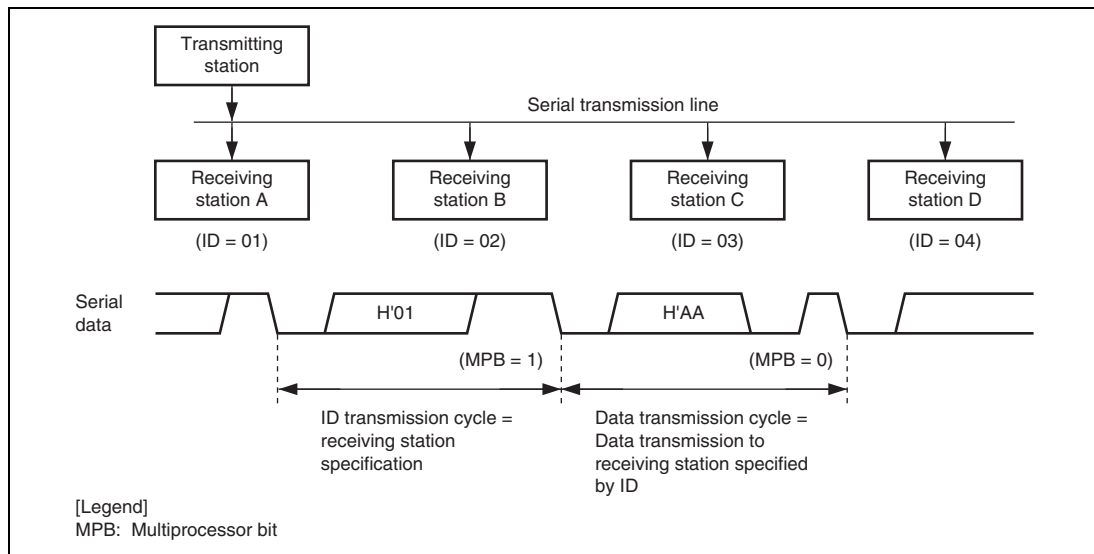 Transmitting
station
Serial transmission line
Receiving
station A
Receiving
station B
Receiving
station C
Receiving
station D
(ID = 01)
(ID = 02)
(ID = 03)
(ID = 04)
Serial
data
H'01
H'AA
(MPB = 1)
(MPB = 0)
ID transmission cycle =
receiving station
specification
Data transmission cycle =
Data transmission to
receiving station specified
by ID
[Legend]
MPB: Multiprocessor bit